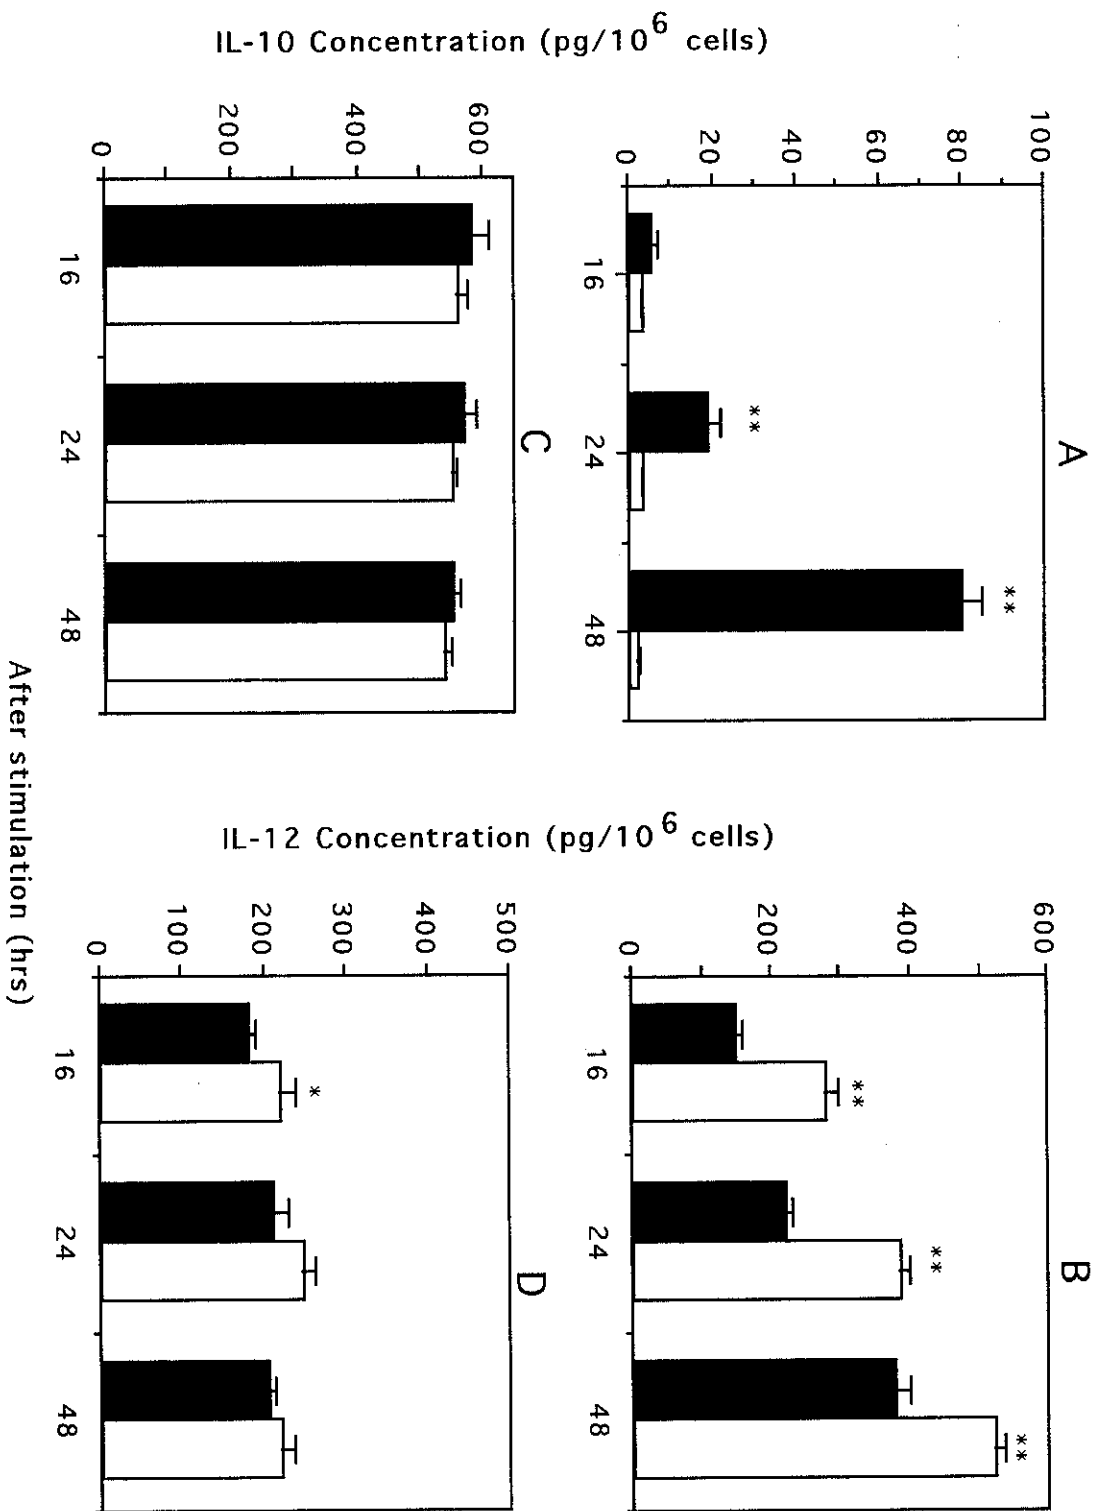 A
IL-10 Concentration (pg/10⁶ cells)
100
80
60
40
20
0
**
**
16 24 48
B
IL-12 Concentration (pg/10⁶ cells)
600
400
200
0
**
**
**
16 24 48
C
600
400
200
0
16 24 48
D
500
400
300
200
100
0
*
16 24 48
After stimulation (hrs)